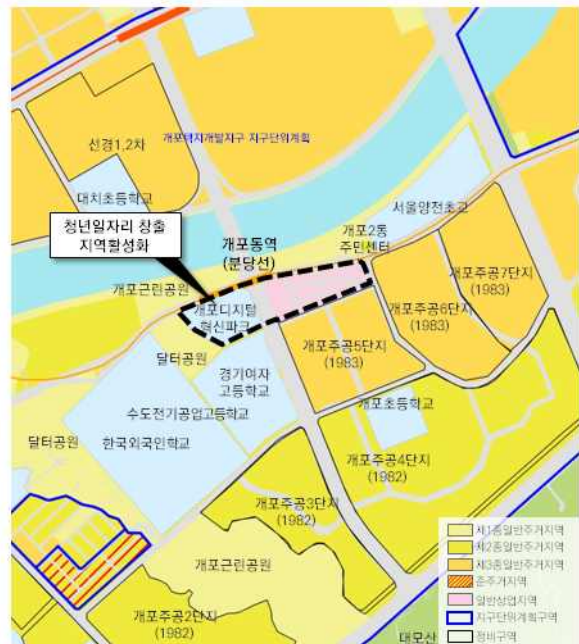 선경1,2차
개포택지개발지구 지구단위계획
대치초등학교
청년일자리 창출
지역활성화
개포동역
(분당선)
개포2동
주민센터
서울양전초교
개포근린공원
개포디지털
혁신파크
개포주공7단지
(1983)
개포주공6단지
(1983)
개포주공5단지
(1983)
달터공원
경기여자
고등학교
수도전기공업고등학교
개포초등학교
달터공원
한국외국인학교
개포주공4단지
(1982)
개포주공3단지
(1982)
개포근린공원
개포주공2단지
(1982)
대모산
제1종일반주거지역
제2종일반주거지역
제3종일반주거지역
준주거지역
일반상업지역
지구단위계획구역
정비구역